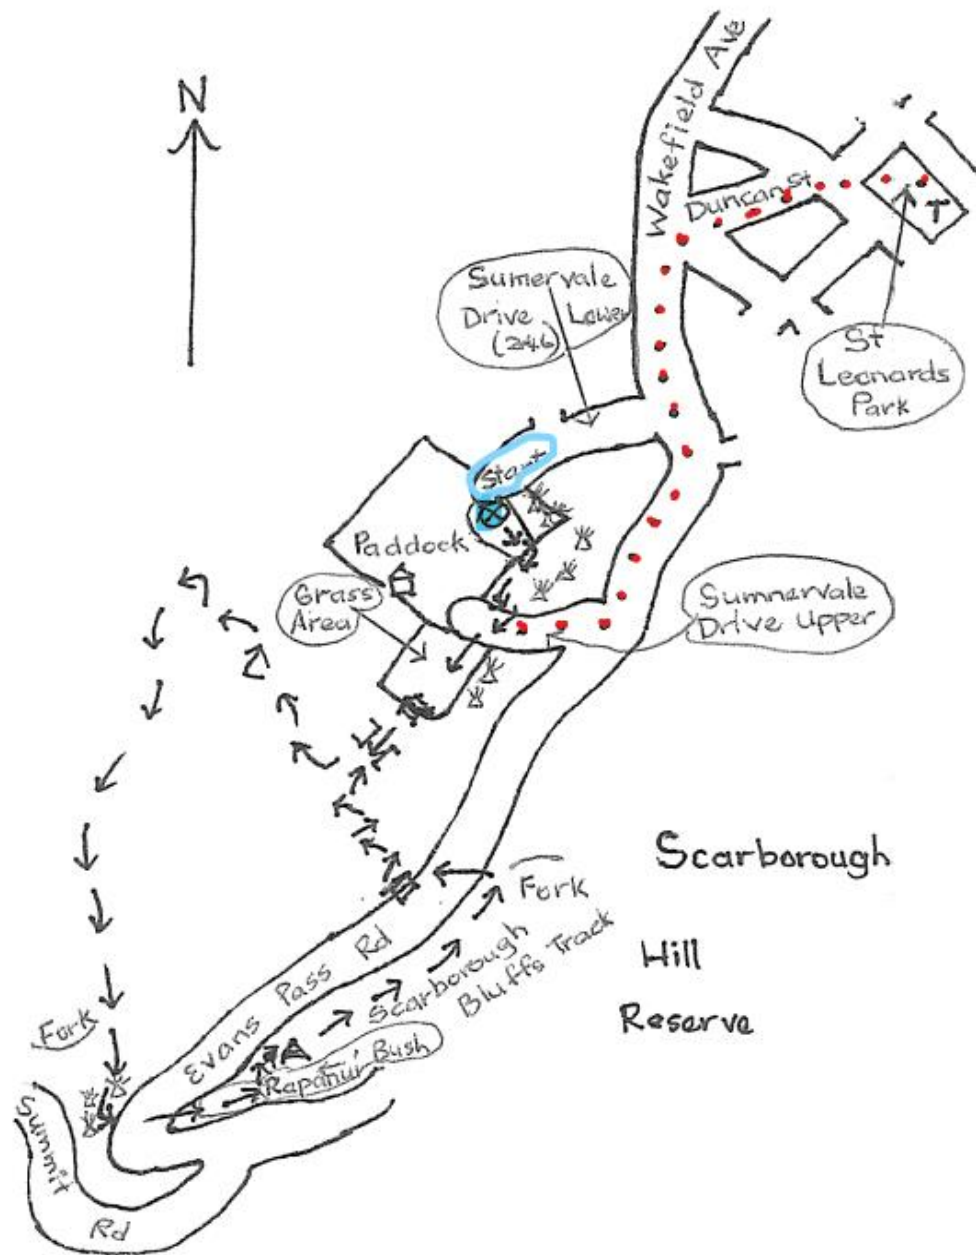 N
Wakefield Ave
Duncan St
T
Sumervale
Drive Lower
(246)
St
Leonards
Park
Start
Paddock
Grass
Area
Sumnervale
Drive Upper
Scarborough
Hill
Reserve
Fork
Scarborough
Bluffs Track
Evans Pass Rd
Rapanui Bush
Fork
Summit
Rd